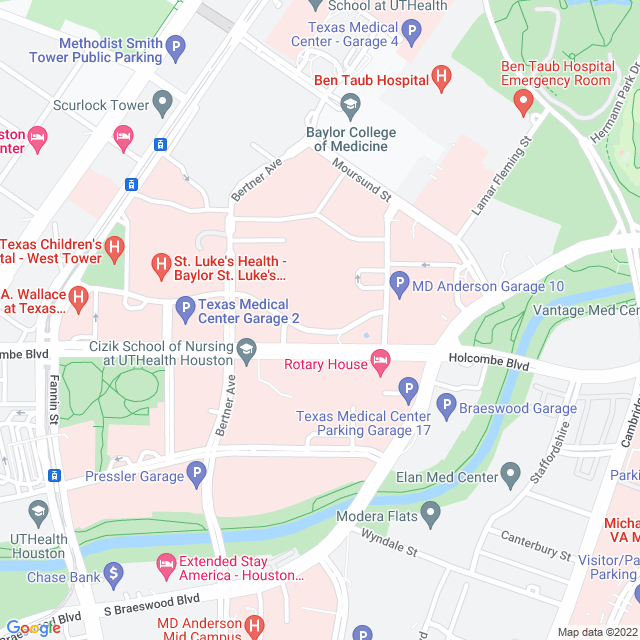 School at UTHealth
Texas Medical
Center - Garage 4
Methodist Smith
Tower Public Parking
Ben Taub Hospital
Ben Taub Hospital
Emergency Room
Hermann Park Dr
Scurlock Tower
Baylor College
of Medicine
ston
enter
Bertner Ave
Moursund St
Lamar Fleming St
Texas Children's
tal - West Tower
St. Luke's Health -
Baylor St. Luke's...
A. Wallace
at Texas...
MD Anderson Garage 10
Texas Medical
Center Garage 2
Vantage Med Cen
Cizik School of Nursing
at UTHealth Houston
mbe Blvd
Holcombe Blvd
Rotary House
Fannin St
Bertner Ave
Texas Medical Center
Parking Garage 17
Braeswood Garage
Staffordshire
Cambridge
Pressler Garage
Elan Med Center
Parki
UTHealth
Houston
Modera Flats
Micha
VA M
Wyndale St
Canterbury St
Extended Stay
America - Houston...
Visitor/Pa
Parking
Chase Bank
S Braeswood Blvd
MD Anderson
Mid Campus
Google
Map data ©2022